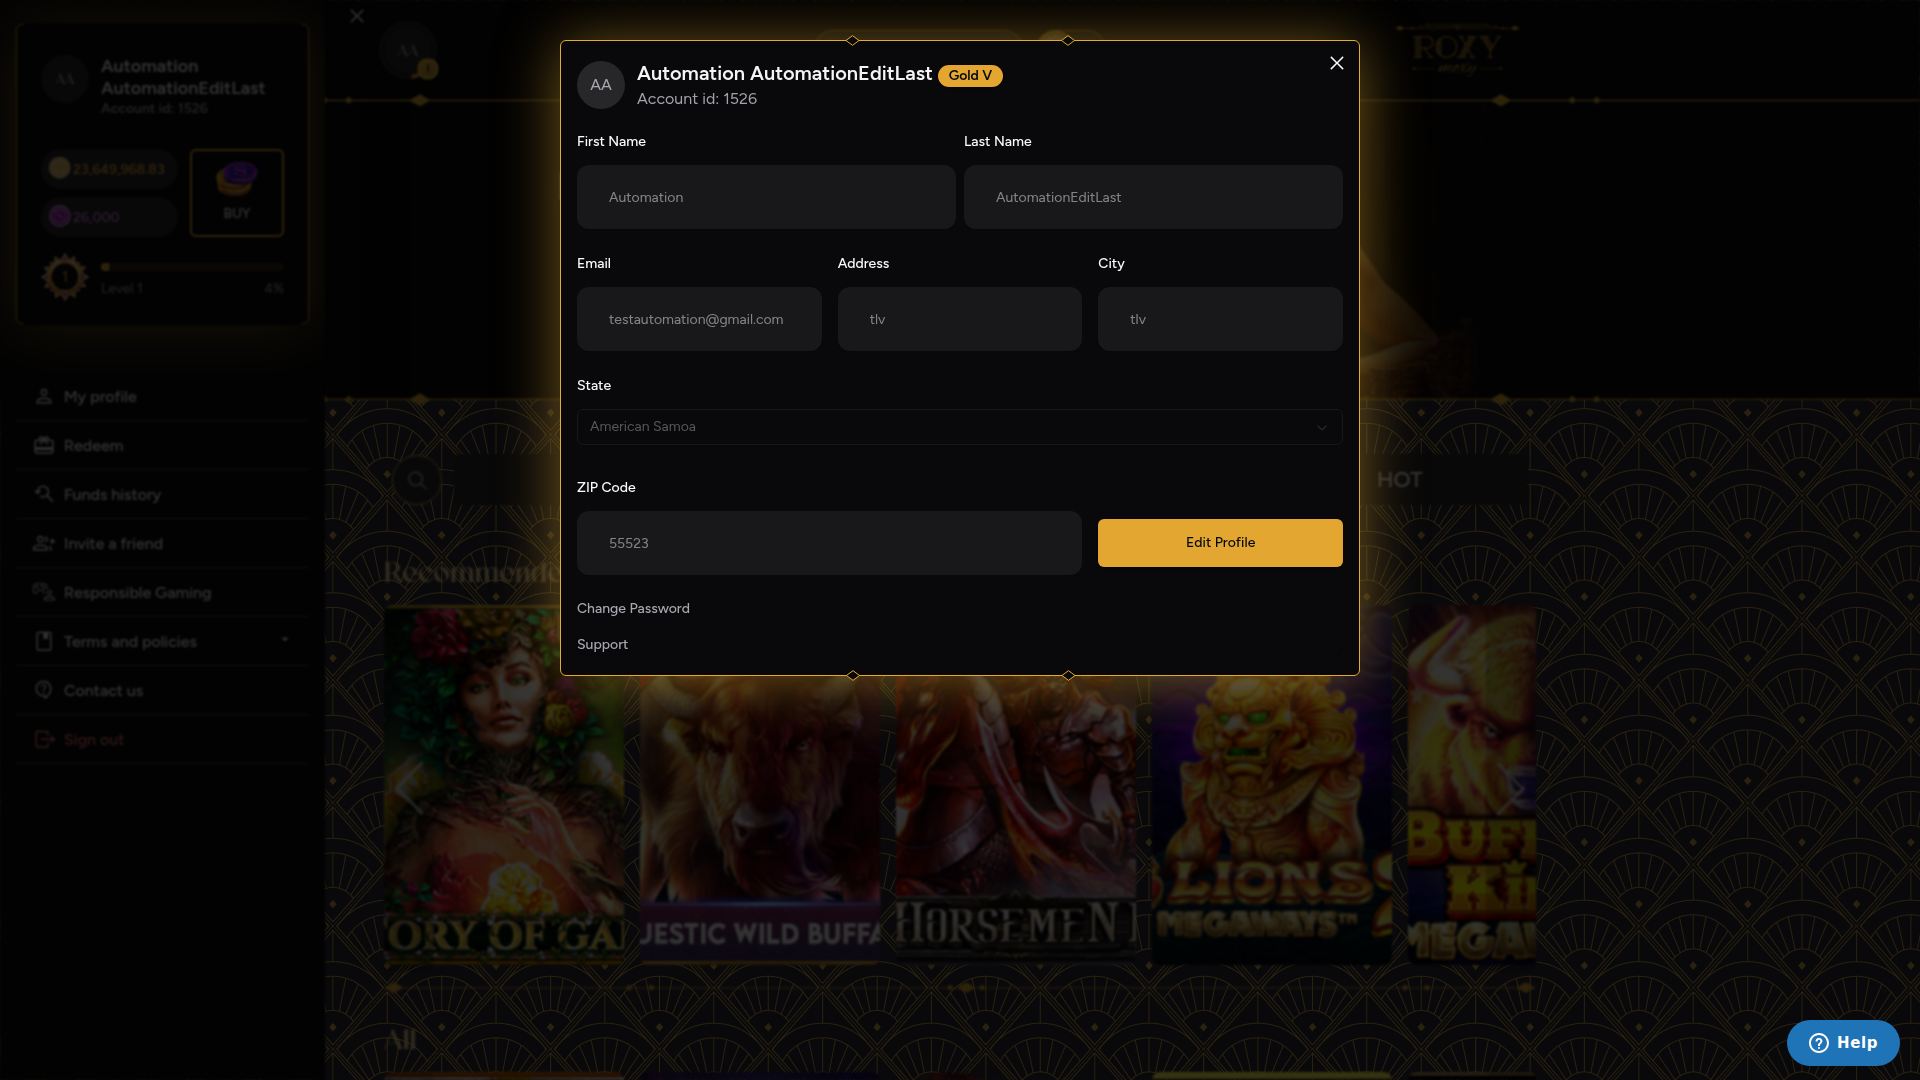 AA
Automation
AutomationEditLast
Account id: 1526
23,649,968.83
26,000
BUY
1
Level 1
4%
My profile
Redeem
Funds history
Invite a friend
Responsible Gaming
Terms and policies
Contact us
Sign out
AA
ROXY
moxy
AA
Automation AutomationEditLast Gold V
Account id: 1526
First Name
Last Name
Automation
AutomationEditLast
Email
Address
City
testautomation@gmail.com
tlv
tlv
State
American Samoa
ZIP Code
55523
Edit Profile
Change Password
Support
HOT
Recommende
ORY OF GA
JESTIC WILD BUFFA
HORSEMEN
LIONS
MEGAWAYS™
BUFF
KI
MEGAW
All
Help